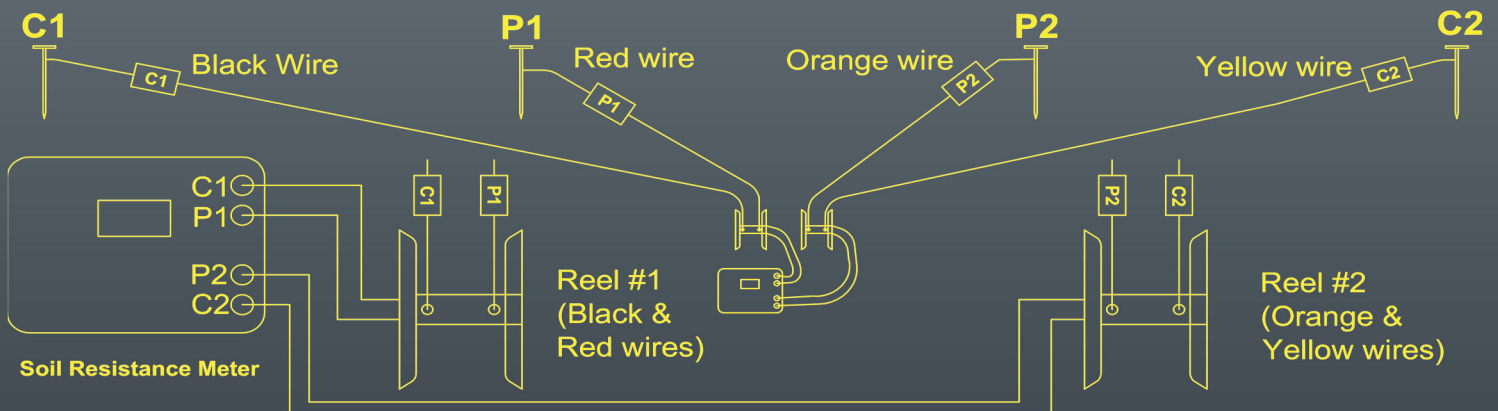 C1
P1
P2
C2
C1
Black Wire
Red wire
P1
Orange wire
P2
Yellow wire
C2
C1
P1
P2
C2
Soil Resistance Meter
C1
P1
Reel #1
(Black &
Red wires)
P2
C2
Reel #2
(Orange &
Yellow wires)